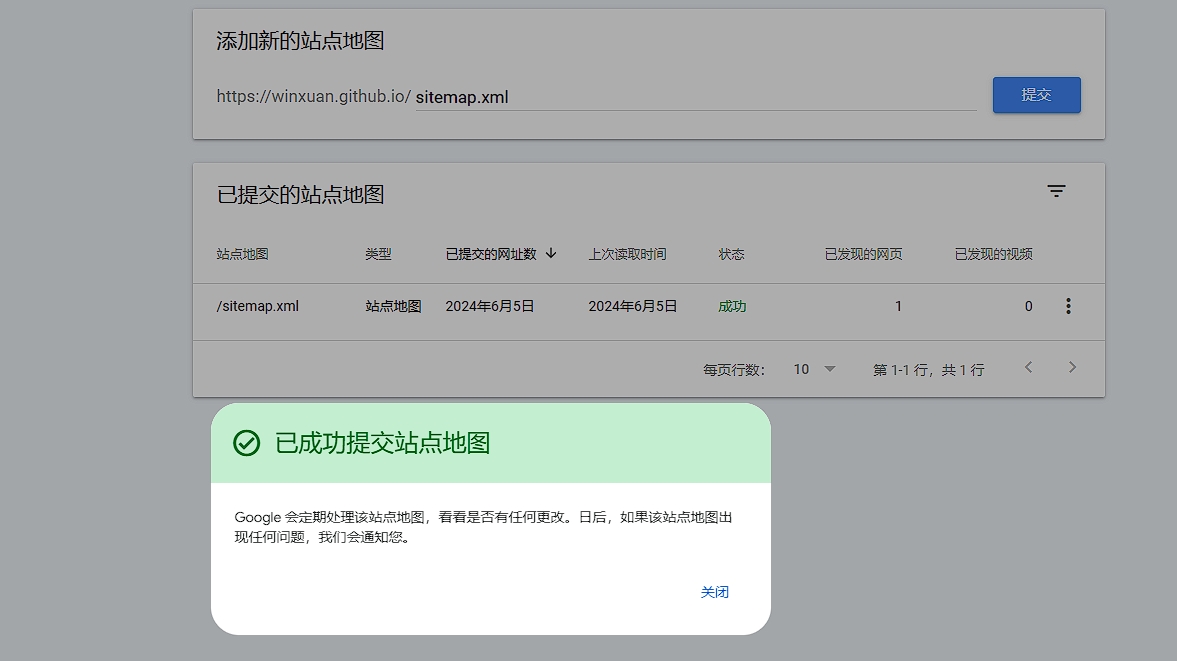 添加新的站点地图
https://winxuan.github.io/ sitemap.xml 提交
已提交的站点地图
站点地图 类型 已提交的网址数 上次读取时间 状态 已发现的网页 已发现的视频
/sitemap.xml 站点地图 2024年6月5日 2024年6月5日 成功 1 0
每页行数: 10 第 1-1 行，共 1 行
已成功提交站点地图
Google 会定期处理该站点地图，看看是否有任何更改。日后，如果该站点地图出
现任何问题，我们会通知您。
关闭